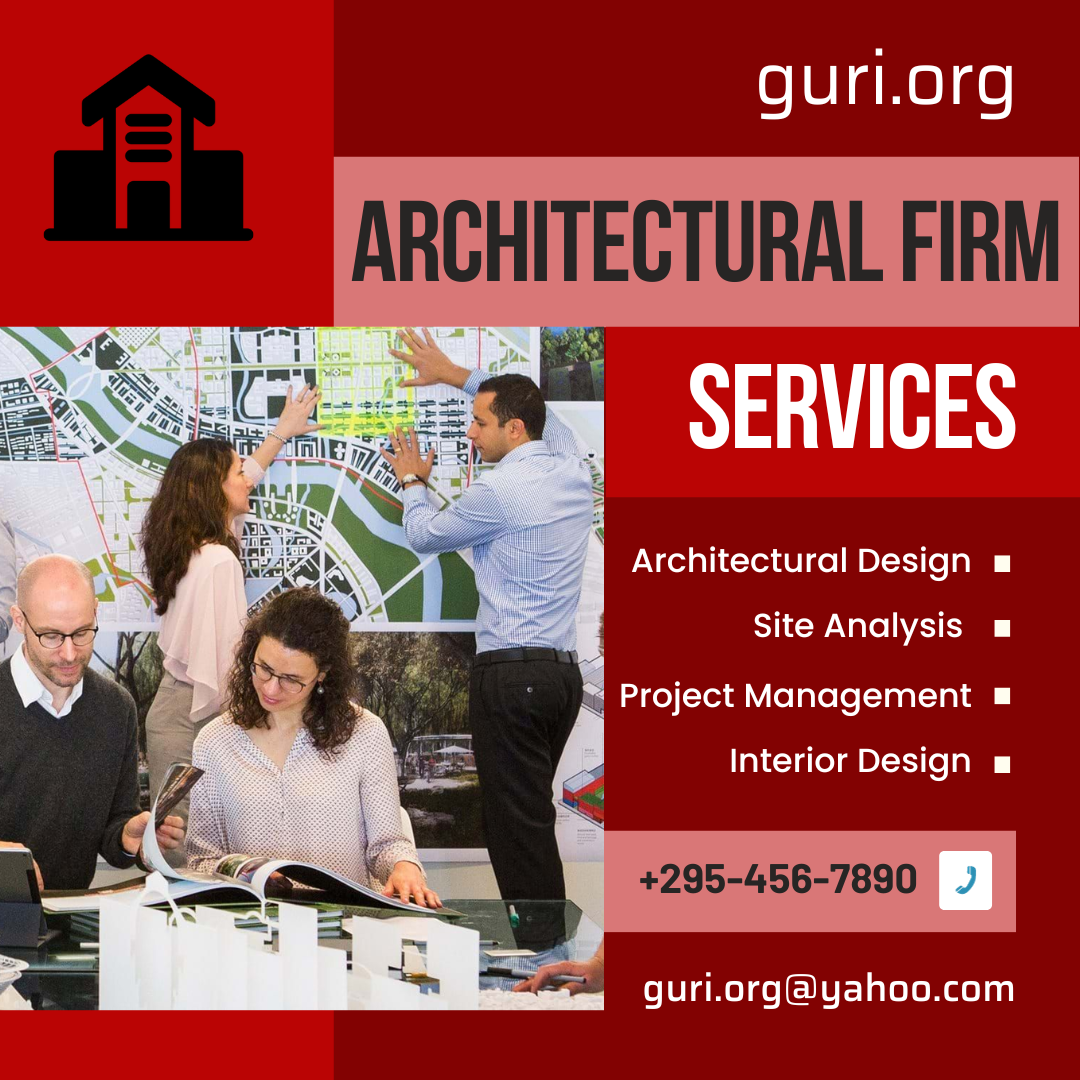 guri.org
ARCHITECTURAL FIRM
SERVICES
Architectural Design
Site Analysis
Project Management
Interior Design
+295-456-7890
guri.org@yahoo.com